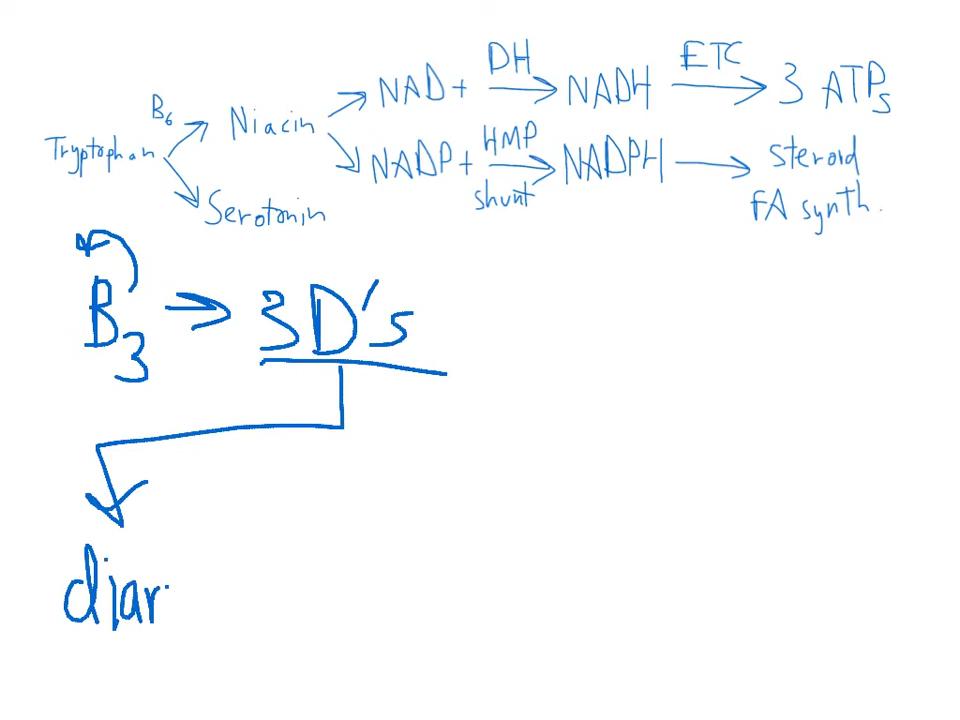 DH
ETC
B6
Niacin
NAD+
NADH
3 ATPs
Tryptophan
HMP
NADP+
NADPH
steroid
shunt
FA synth.
Serotonin
B3 → 3D's
diar